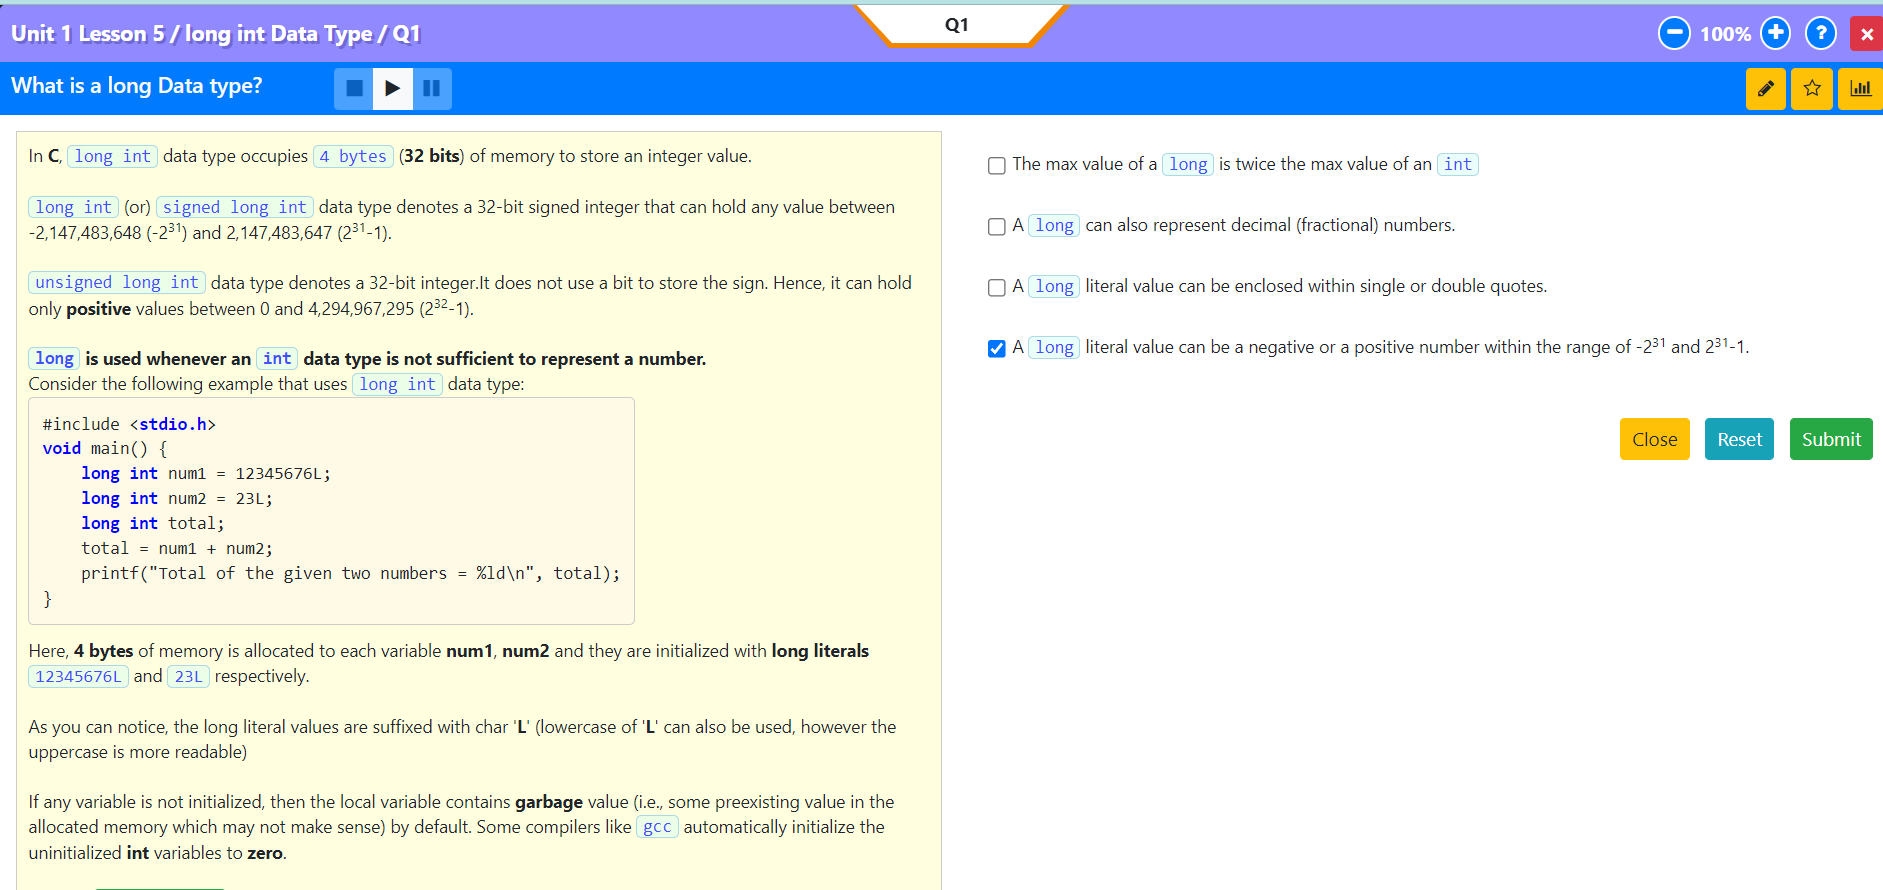 Unit 1 Lesson 5 / long int Data Type / Q1
Q1
100%
?
What is a long Data type?
In C, long int data type occupies 4 bytes (32 bits) of memory to store an integer value.
long int (or) signed long int data type denotes a 32-bit signed integer that can hold any value between
-2,147,483,648 (-2³¹) and 2,147,483,647 (2³¹-1).
unsigned long int data type denotes a 32-bit integer.It does not use a bit to store the sign. Hence, it can hold
only positive values between 0 and 4,294,967,295 (2³²-1).
long is used whenever an int data type is not sufficient to represent a number.
Consider the following example that uses long int data type:
#include <stdio.h>
void main() {
    long int num1 = 12345676L;
    long int num2 = 23L;
    long int total;
    total = num1 + num2;
    printf("Total of the given two numbers = %ld\n", total);
}
Here, 4 bytes of memory is allocated to each variable num1, num2 and they are initialized with long literals
12345676L and 23L respectively.
As you can notice, the long literal values are suffixed with char 'L' (lowercase of 'L' can also be used, however the
uppercase is more readable)
If any variable is not initialized, then the local variable contains garbage value (i.e., some preexisting value in the
allocated memory which may not make sense) by default. Some compilers like gcc automatically initialize the
uninitialized int variables to zero.
The max value of a long is twice the max value of an int
A long can also represent decimal (fractional) numbers.
A long literal value can be enclosed within single or double quotes.
A long literal value can be a negative or a positive number within the range of -2³¹ and 2³¹-1.
Close Reset Submit